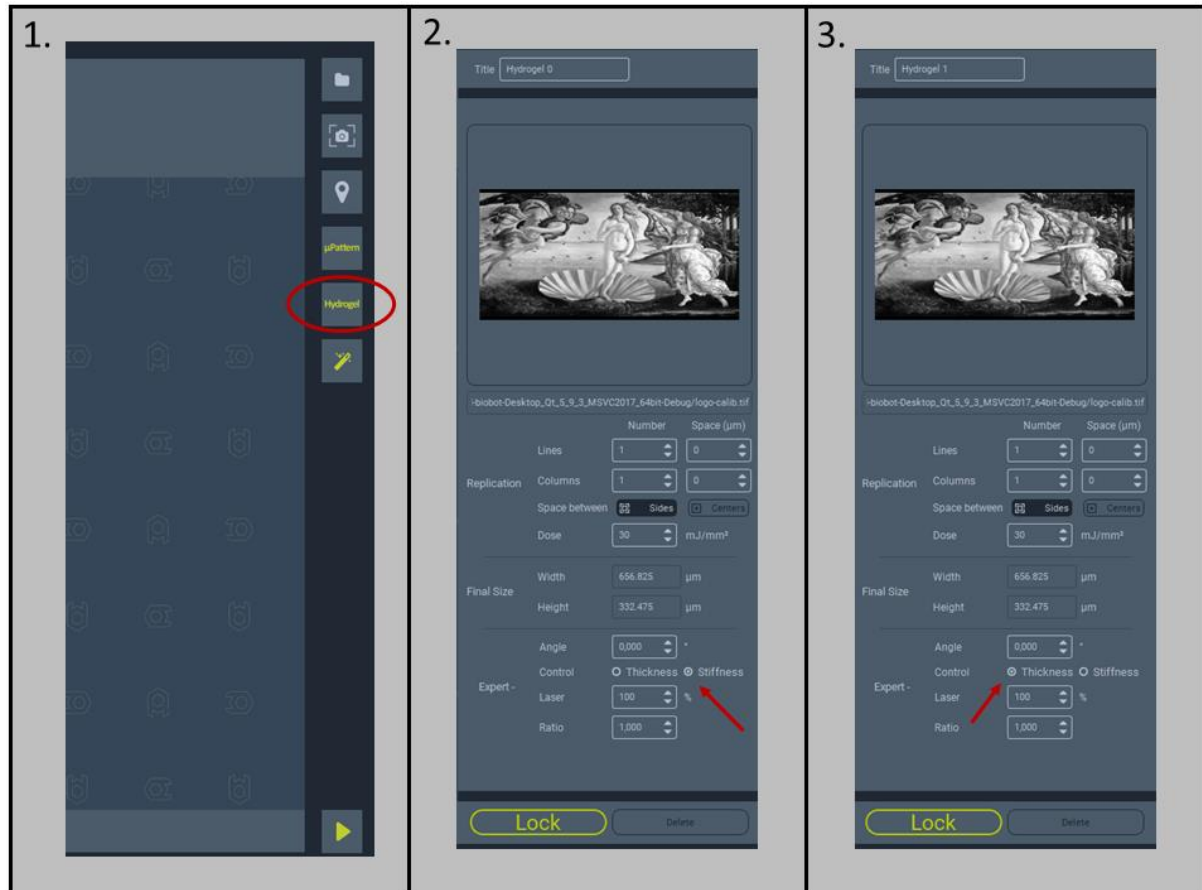 1.
µPattern
Hydrogel
2.
Title Hydrogel 0
-biobot-Desktop_Qt_5_9_3_MSVC2017_64bit-Debug/logo-calib.tif
Number Space (µm)
Lines 1 0
Replication Columns 1 0
Space between Sides Centers
Dose 30 mJ/mm²
Final Size
Width 656.825 µm
Height 332.475 µm
Angle 0,000 °
Control Thickness Stiffness
Expert -
Laser 100 %
Ratio 1,000
Lock Delete
3.
Title Hydrogel 1
-biobot-Desktop_Qt_5_9_3_MSVC2017_64bit-Debug/logo-calib.tif
Number Space (µm)
Lines 1 0
Replication Columns 1 0
Space between Sides Centers
Dose 30 mJ/mm²
Final Size
Width 656.825 µm
Height 332.475 µm
Angle 0,000 °
Control Thickness Stiffness
Expert -
Laser 100 %
Ratio 1,000
Lock Delete